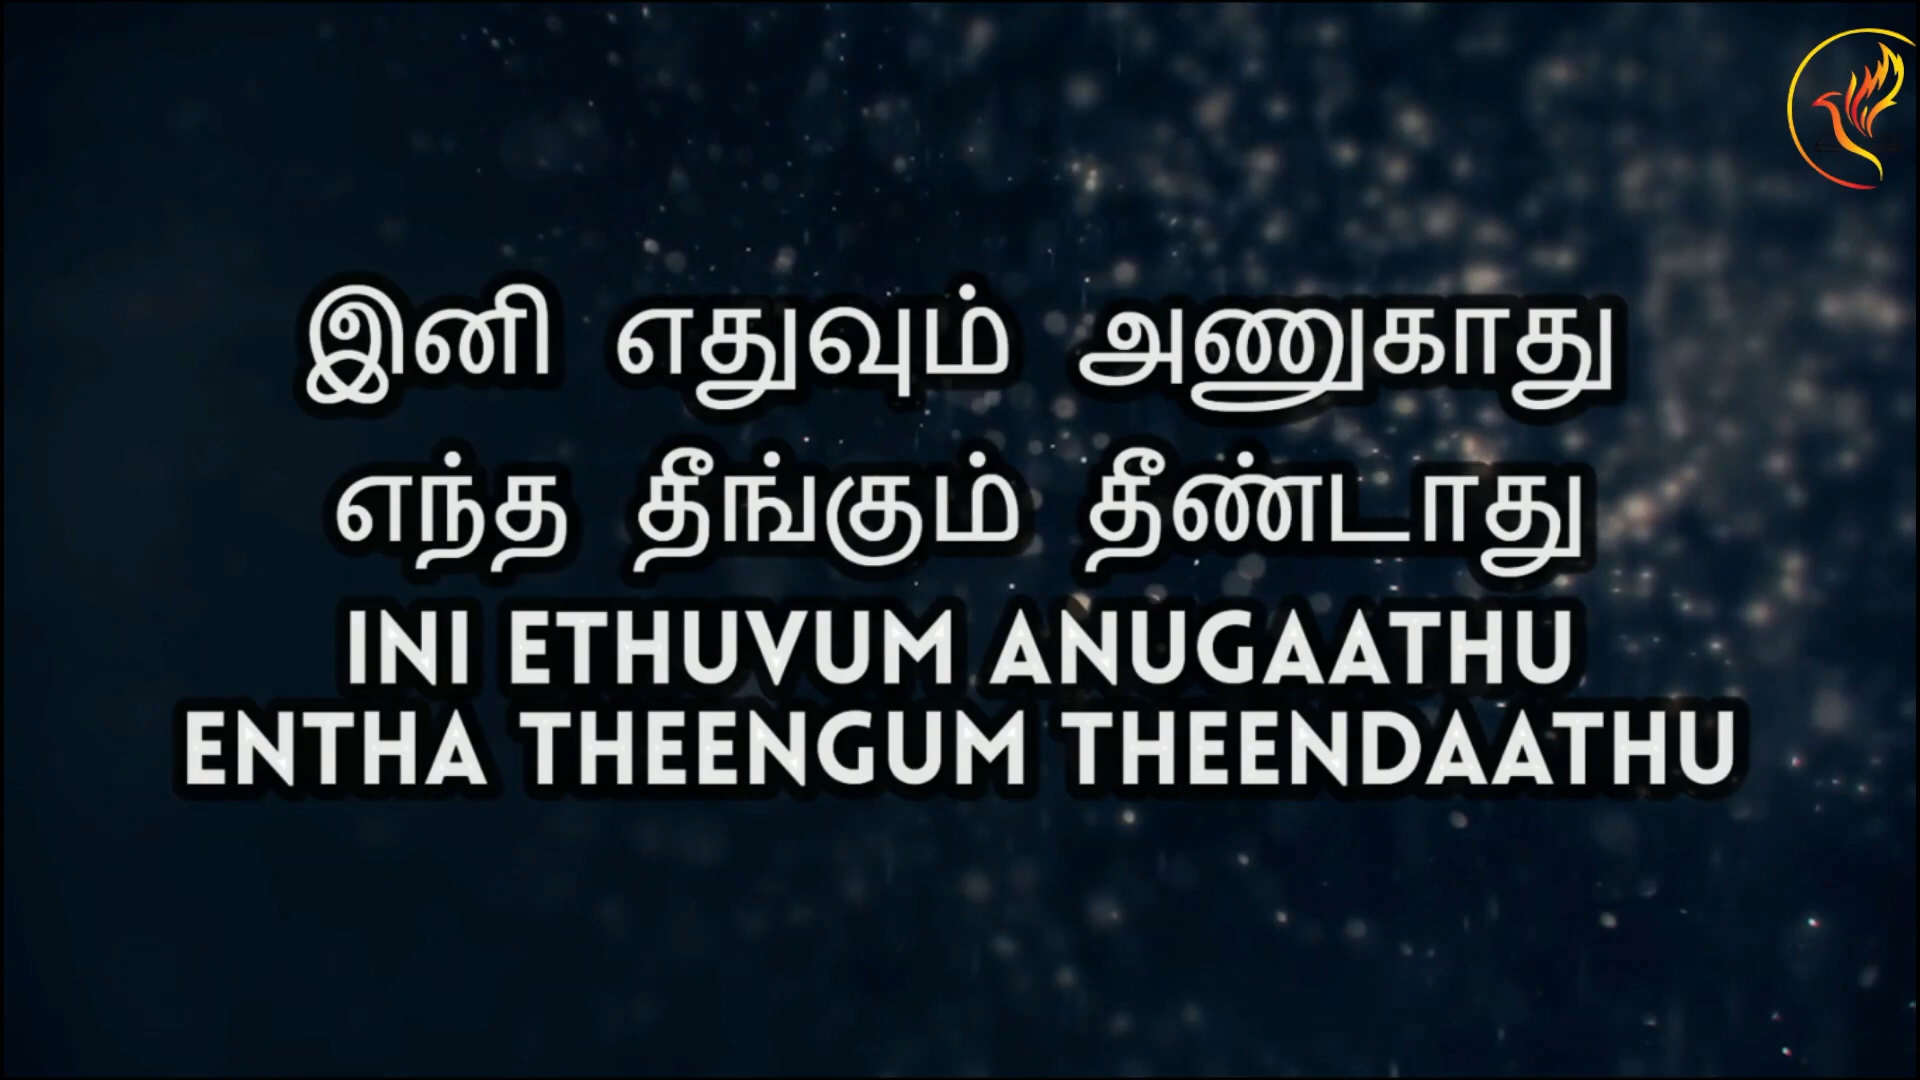 இனி எதுவும் அணுகாது
எந்த தீங்கும் தீண்டாது
INI ETHUVUM ANUGAATHU
ENTHA THEENGUM THEENDAATHU